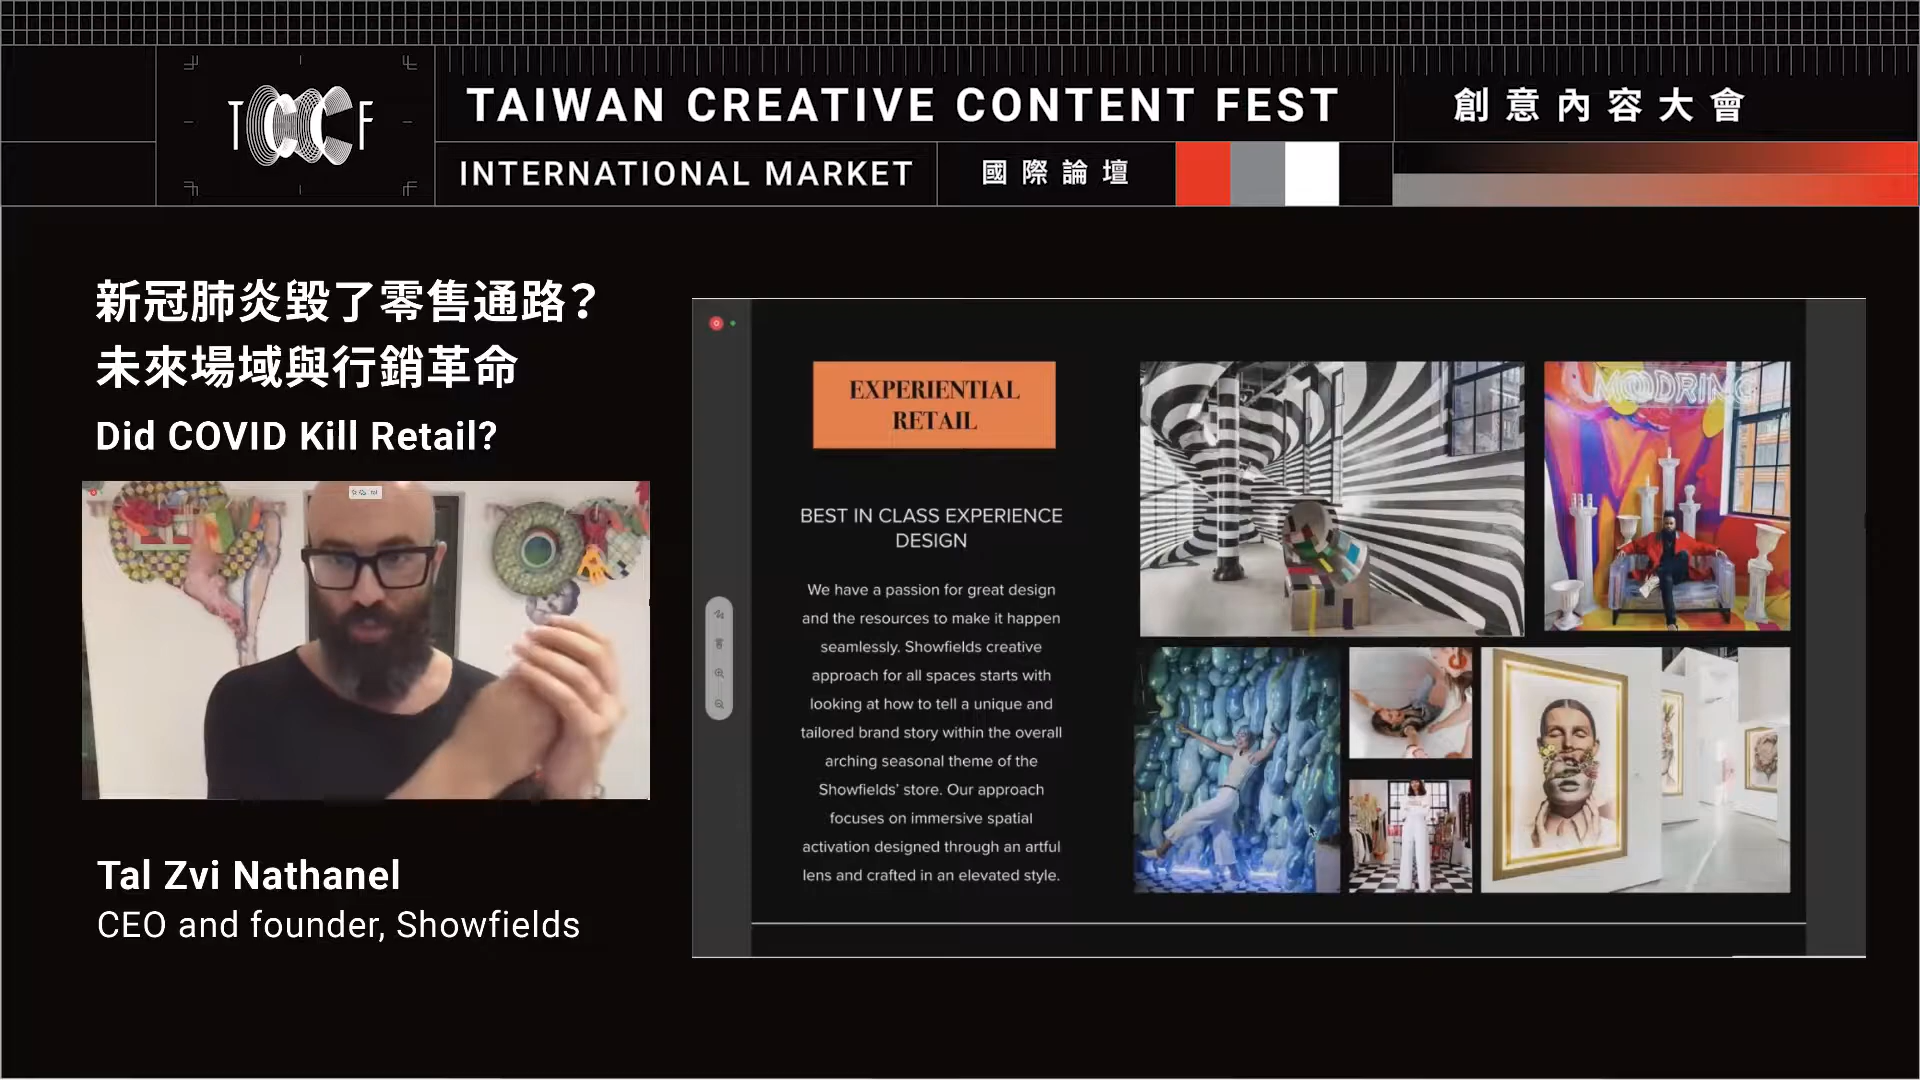 TCCF
TAIWAN CREATIVE CONTENT FEST
創意內容大會
INTERNATIONAL MARKET
國際論壇
新冠肺炎毀了零售通路？
未來場域與行銷革命
Did COVID Kill Retail?
Tal Zvi Nathanel
CEO and founder, Showfields
EXPERIENTIAL
RETAIL
BEST IN CLASS EXPERIENCE
DESIGN
We have a passion for great design
and the resources to make it happen
seamlessly. Showfields creative
approach for all spaces starts with
looking at how to tell a unique and
tailored brand story within the overall
arching seasonal theme of the
Showfields’ store. Our approach
focuses on immersive spatial
activation designed through an artful
lens and crafted in an elevated style.
MOODRING